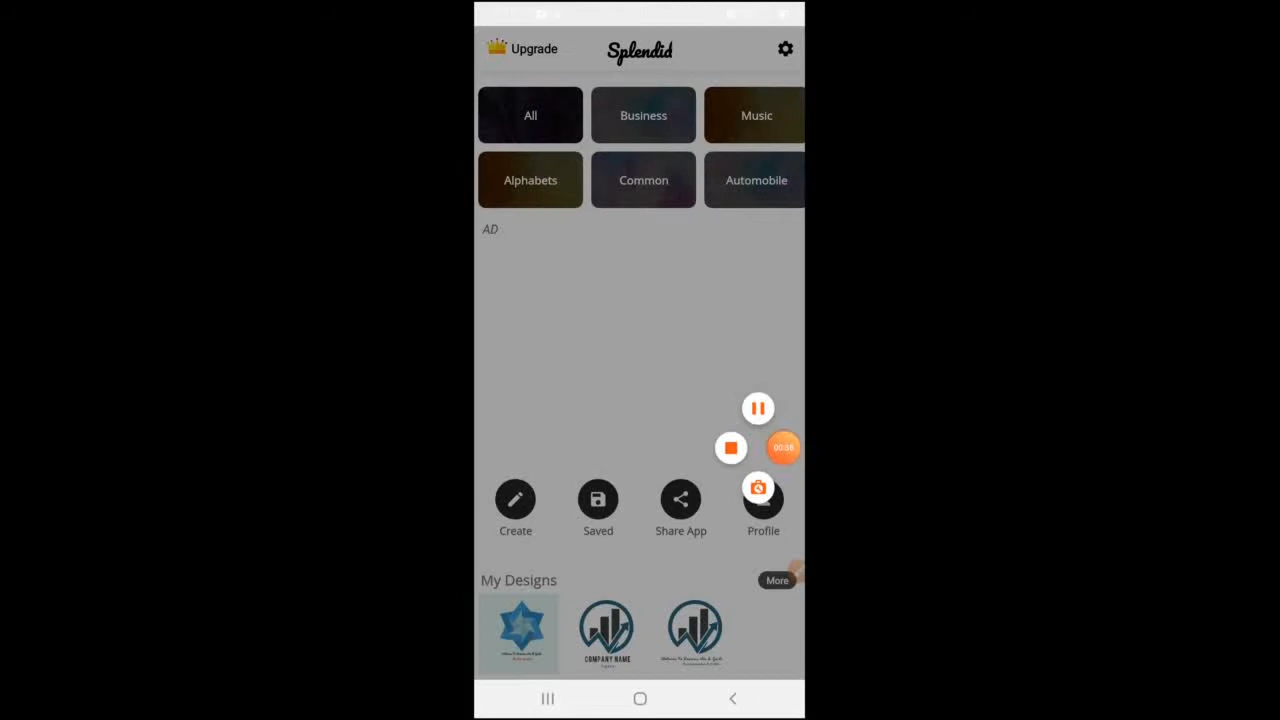 Upgrade
Splendid
All
Business
Music
Alphabets
Common
Automobile
AD
Create
Saved
Share App
Profile
My Designs
More
COMPANY NAME